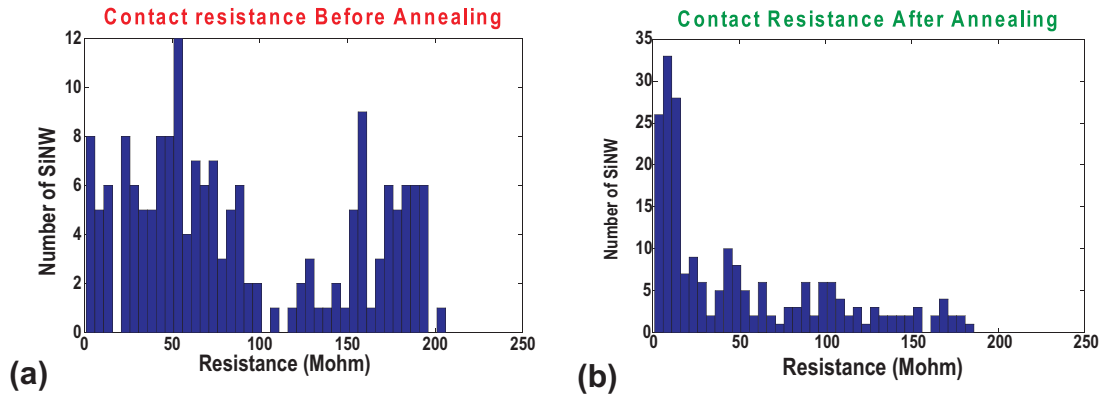 Contact resistance Before Annealing
12
10
8
6
4
2
0
Number of SiNW
0 50 100 150 200 250
Resistance (Mohm)
(a)
Contact Resistance After Annealing
35
30
25
20
15
10
5
0
Number of SiNW
0 50 100 150 200 250
Resistance (Mohm)
(b)